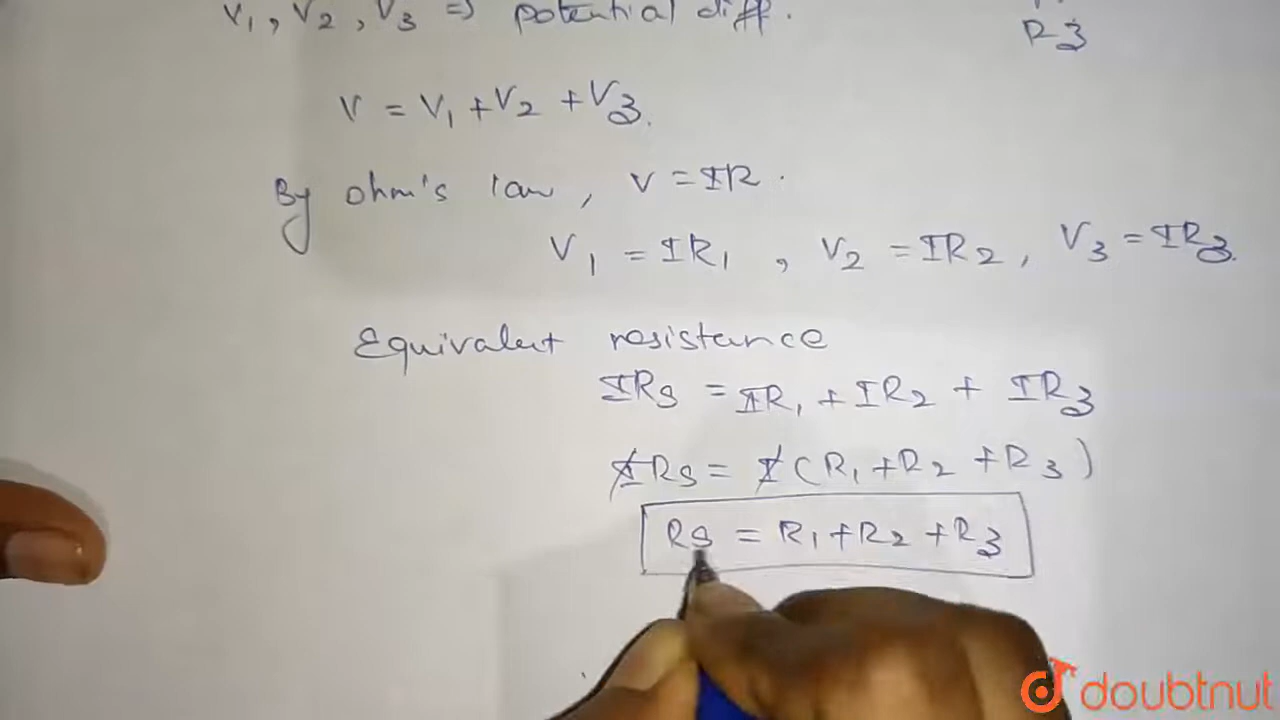 V₁, V₂, V₃ ⇒ potential diff.
R3
V = V₁ + V₂ + V₃.
By ohm's law, V = IR.
V₁ = IR₁, V₂ = IR₂, V₃ = IR₃.
Equivalent resistance
IRs = IR₁ + IR₂ + IR₃
IRs = I(R₁ + R₂ + R₃)
Rs = R₁ + R₂ + R₃
doubtnut